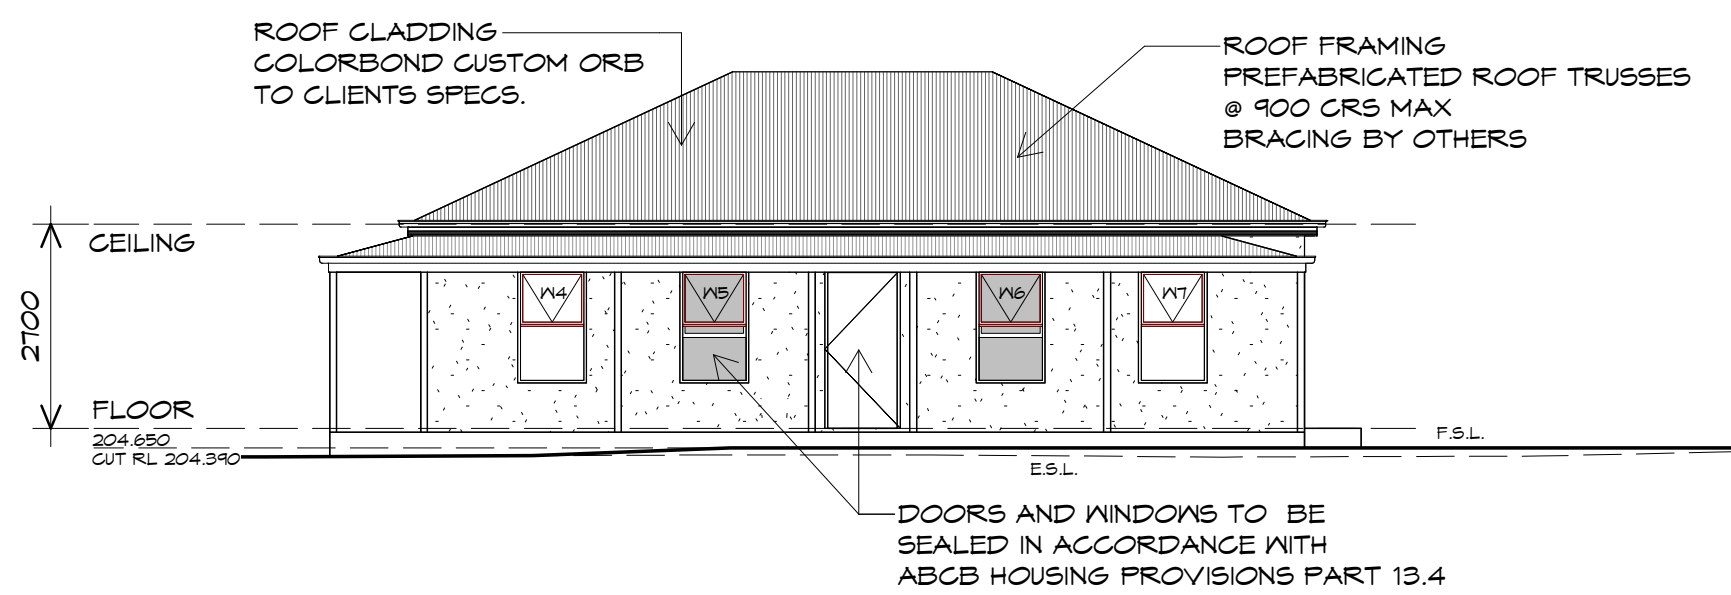 ROOF CLADDING
COLORBOND CUSTOM ORB
TO CLIENTS SPECS.
ROOF FRAMING
PREFABRICATED ROOF TRUSSES
@ 900 CRS MAX
BRACING BY OTHERS
CEILING
2700
W4
W5
W6
W7
FLOOR
204.650
CUT RL 204.390
F.S.L.
E.S.L.
DOORS AND WINDOWS TO BE
SEALED IN ACCORDANCE WITH
ABCB HOUSING PROVISIONS PART 13.4